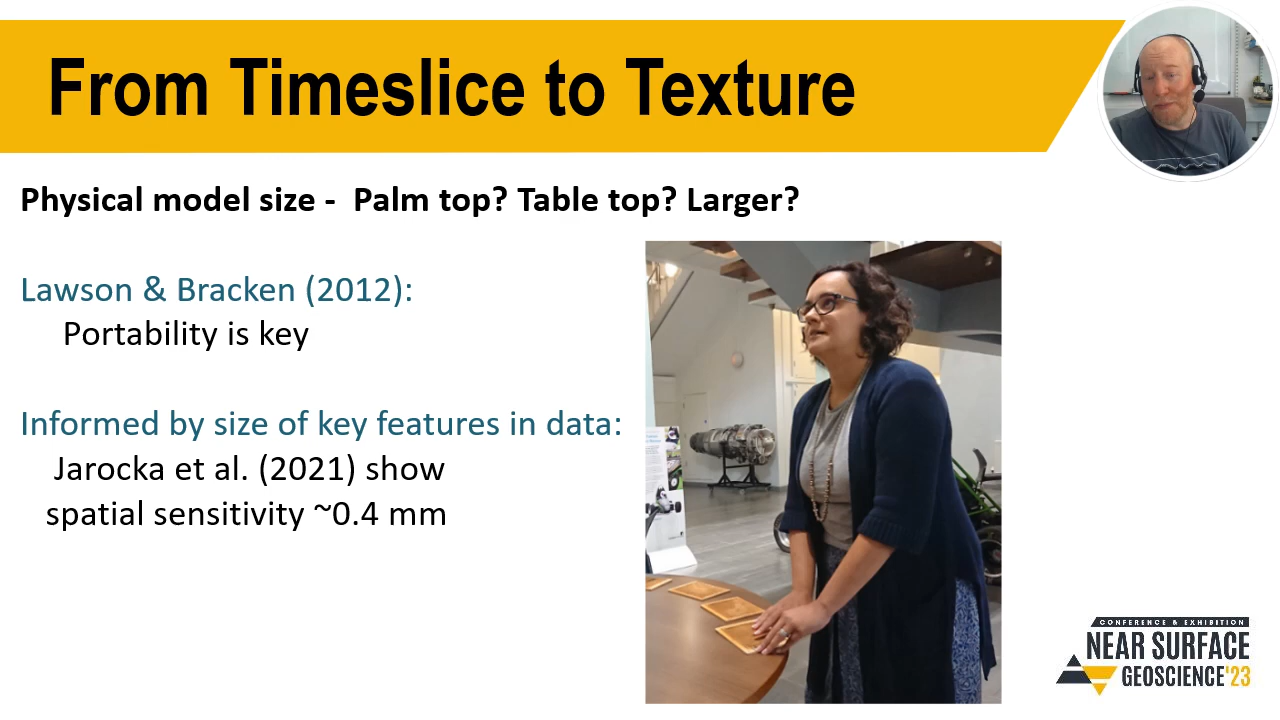 From Timeslice to Texture
Physical model size - Palm top? Table top? Larger?
Lawson & Bracken (2012):
Portability is key
Informed by size of key features in data:
Jarocka et al. (2021) show
spatial sensitivity ~0.4 mm
CONFERENCE & EXHIBITION
NEAR SURFACE
GEOSCIENCE'23